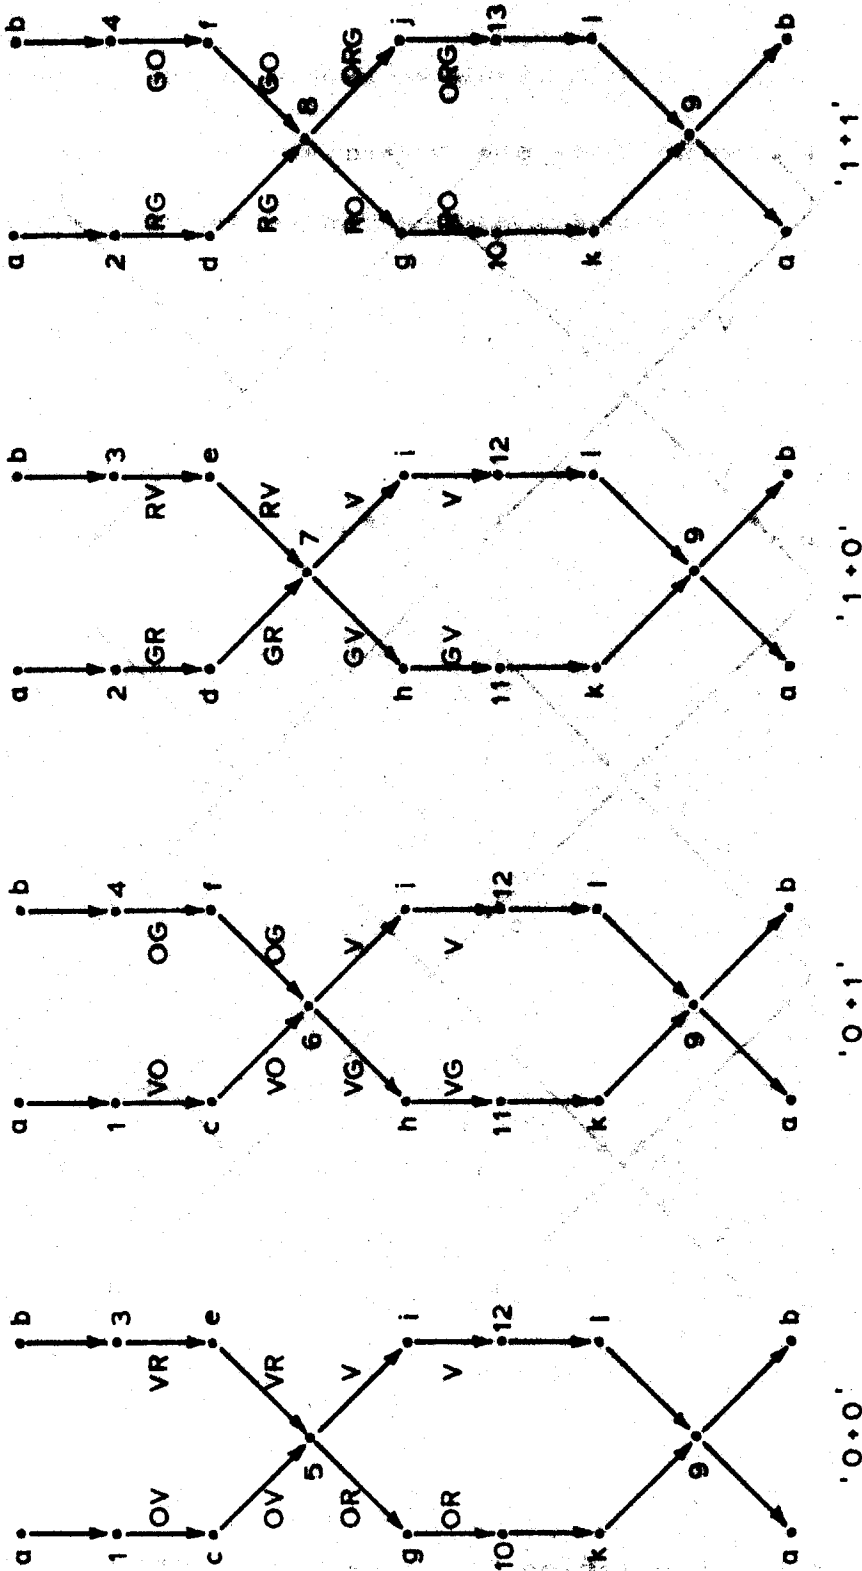 a b a b a b a b
1 3 1 4 2 3 2 4
OV VR VO OG GR RV RG GO
c e c f d e d f
OV VR VO OG GR RV RG GO
5 6 7 8
OR V VG V GV V RO ORG
g i h i h i g j
OR V VG V GV V RO ORG
10 12 11 12 11 12 10 13
k l k l k l k l
9 9 9 9
a b a b a b a b
'0+0' '0+1' '1+0' '1+1'